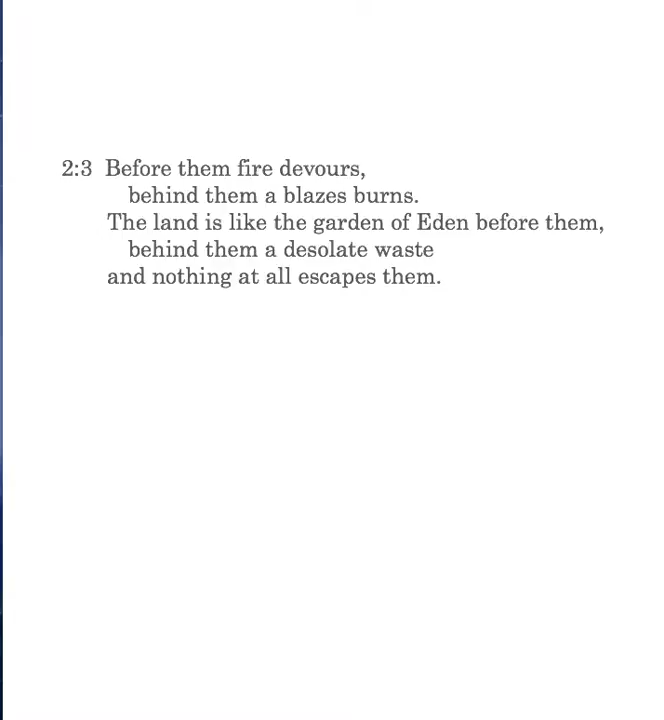 2:3 Before them fire devours,
behind them a blazes burns.
The land is like the garden of Eden before them,
behind them a desolate waste
and nothing at all escapes them.